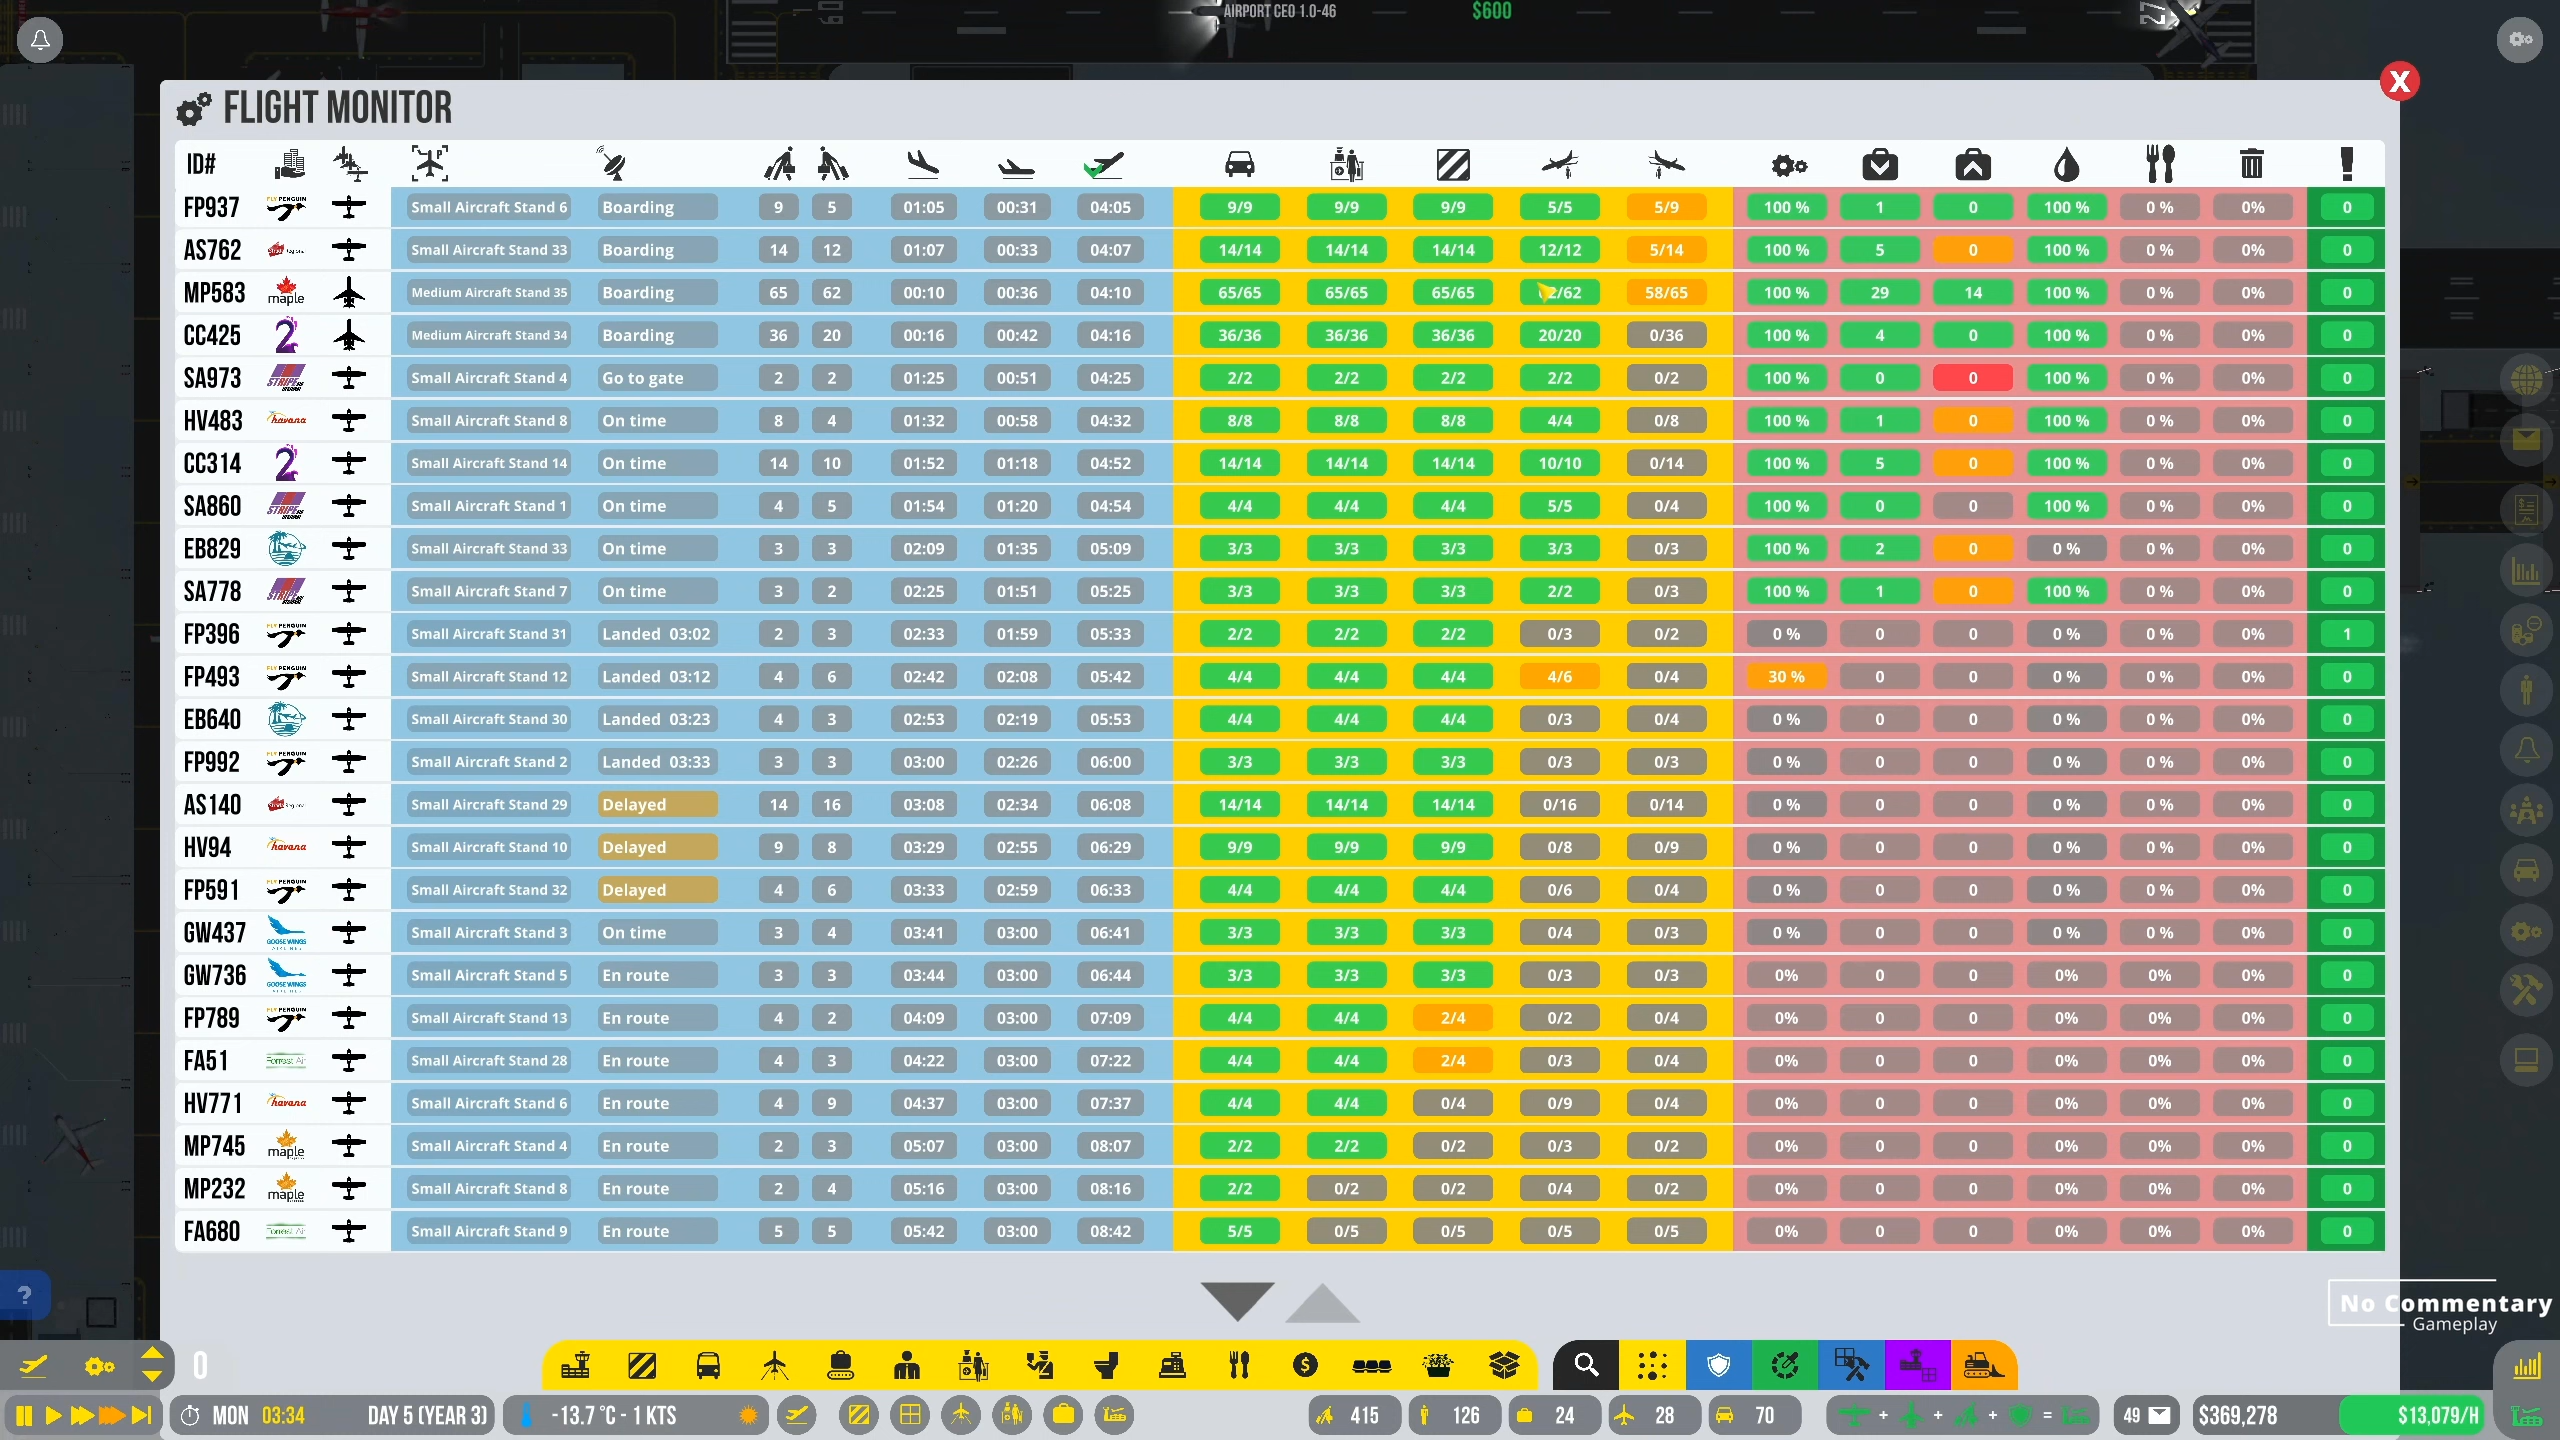 AIRPORT CEO 1.0-46 $600
FLIGHT MONITOR X
ID#
FP937 FLY PENGUIN Small Aircraft Stand 6 Boarding 9 5 01:05 00:31 04:05 9/9 9/9 9/9 5/5 5/9 100 % 1 0 100 % 0 % 0% 0
AS762 Small Aircraft Stand 33 Boarding 14 12 01:07 00:33 04:07 14/14 14/14 14/14 12/12 5/14 100 % 5 0 100 % 0 % 0% 0
MP583 maple Medium Aircraft Stand 35 Boarding 65 62 00:10 00:36 04:10 65/65 65/65 65/65 /62 58/65 100 % 29 14 100 % 0 % 0% 0
CC425 2 Medium Aircraft Stand 34 Boarding 36 20 00:16 00:42 04:16 36/36 36/36 36/36 20/20 0/36 100 % 4 0 100 % 0 % 0% 0
SA973 STRIPE AIR Small Aircraft Stand 4 Go to gate 2 2 01:25 00:51 04:25 2/2 2/2 2/2 2/2 0/2 100 % 0 0 100 % 0 % 0% 0
HV483 havana Small Aircraft Stand 8 On time 8 4 01:32 00:58 04:32 8/8 8/8 8/8 4/4 0/8 100 % 1 0 100 % 0 % 0% 0
CC314 2 Small Aircraft Stand 14 On time 14 10 01:52 01:18 04:52 14/14 14/14 14/14 10/10 0/14 100 % 5 0 100 % 0 % 0% 0
SA860 STRIPE AIR Small Aircraft Stand 1 On time 4 5 01:54 01:20 04:54 4/4 4/4 4/4 5/5 0/4 100 % 0 0 100 % 0 % 0% 0
EB829 Small Aircraft Stand 33 On time 3 3 02:09 01:35 05:09 3/3 3/3 3/3 3/3 0/3 100 % 2 0 0 % 0 % 0% 0
SA778 STRIPE AIR Small Aircraft Stand 7 On time 3 2 02:25 01:51 05:25 3/3 3/3 3/3 2/2 0/3 100 % 1 0 100 % 0 % 0% 0
FP396 FLY PENGUIN Small Aircraft Stand 31 Landed 03:02 2 3 02:33 01:59 05:33 2/2 2/2 2/2 0/3 0/2 0 % 0 0 0 % 0 % 0% 1
FP493 FLY PENGUIN Small Aircraft Stand 12 Landed 03:12 4 6 02:42 02:08 05:42 4/4 4/4 4/4 4/6 0/4 30 % 0 0 0 % 0 % 0% 0
EB640 Small Aircraft Stand 30 Landed 03:23 4 3 02:53 02:19 05:53 4/4 4/4 4/4 0/3 0/4 0 % 0 0 0 % 0 % 0% 0
FP992 FLY PENGUIN Small Aircraft Stand 2 Landed 03:33 3 3 03:00 02:26 06:00 3/3 3/3 3/3 0/3 0/3 0 % 0 0 0 % 0 % 0% 0
AS140 Small Aircraft Stand 29 Delayed 14 16 03:08 02:34 06:08 14/14 14/14 14/14 0/16 0/14 0 % 0 0 0 % 0 % 0% 0
HV94 havana Small Aircraft Stand 10 Delayed 9 8 03:29 02:55 06:29 9/9 9/9 9/9 0/8 0/9 0 % 0 0 0 % 0 % 0% 0
FP591 FLY PENGUIN Small Aircraft Stand 32 Delayed 4 6 03:33 02:59 06:33 4/4 4/4 4/4 0/6 0/4 0 % 0 0 0 % 0 % 0% 0
GW437 GOOSE WINGS Small Aircraft Stand 3 On time 3 4 03:41 03:00 06:41 3/3 3/3 3/3 0/4 0/3 0 % 0 0 0 % 0 % 0% 0
GW736 GOOSE WINGS Small Aircraft Stand 5 En route 3 3 03:44 03:00 06:44 3/3 3/3 3/3 0/3 0/3 0% 0 0 0% 0% 0% 0
FP789 FLY PENGUIN Small Aircraft Stand 13 En route 4 2 04:09 03:00 07:09 4/4 4/4 2/4 0/2 0/4 0% 0 0 0% 0% 0% 0
FA51 Forrest Air Small Aircraft Stand 28 En route 4 3 04:22 03:00 07:22 4/4 4/4 2/4 0/3 0/4 0% 0 0 0% 0% 0% 0
HV771 havana Small Aircraft Stand 6 En route 4 9 04:37 03:00 07:37 4/4 4/4 0/4 0/9 0/4 0% 0 0 0% 0% 0% 0
MP745 maple Small Aircraft Stand 4 En route 2 3 05:07 03:00 08:07 2/2 2/2 0/2 0/3 0/2 0% 0 0 0% 0% 0% 0
MP232 maple Small Aircraft Stand 8 En route 2 4 05:16 03:00 08:16 2/2 0/2 0/2 0/4 0/2 0% 0 0 0% 0% 0% 0
FA680 Forrest Air Small Aircraft Stand 9 En route 5 5 05:42 03:00 08:42 5/5 0/5 0/5 0/5 0/5 0% 0 0 0% 0% 0% 0
?
No Commentary
Gameplay
0
MON 03:34 DAY 5 (YEAR 3) -13.7 °C - 1 KTS 415 126 24 28 70 + + + = 49 $369,278 $13,079/H